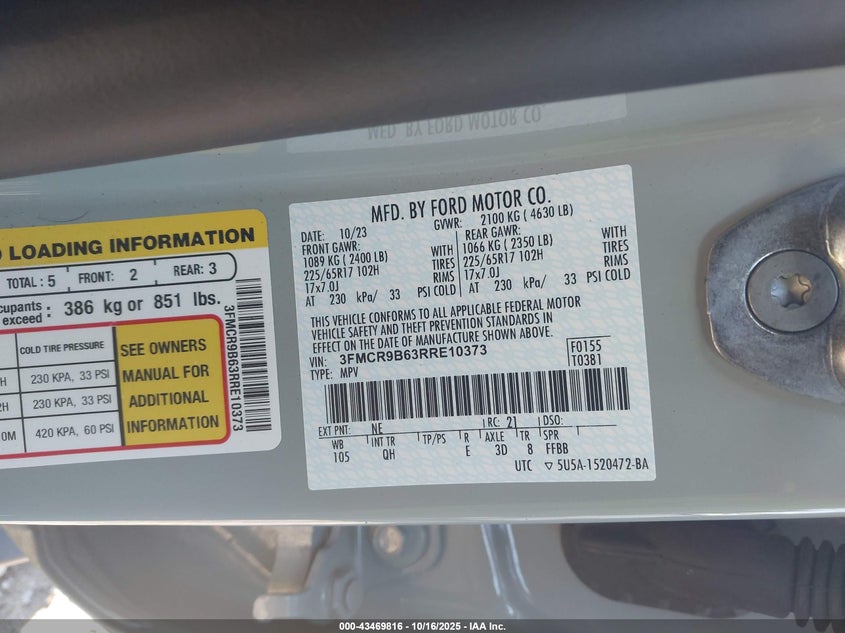 MFD. BY FORD MOTOR CO.
LOADING INFORMATION
TOTAL: 5 FRONT: 2 REAR: 3
cupants
exceed : 386 kg or 851 lbs.
COLD TIRE PRESSURE
230 KPA, 33 PSI
230 KPA, 33 PSI
420 KPA, 60 PSI
SEE OWNERS
MANUAL FOR
ADDITIONAL
INFORMATION
3FMCR9B63RRE10373
MFD. BY FORD MOTOR CO.
DATE: 10/23 GVWR: 2100 KG ( 4630 LB)
FRONT GAWR: REAR GAWR:
1089 KG ( 2400 LB) WITH 1066 KG ( 2350 LB) WITH
225/65R17 102H TIRES 225/65R17 102H TIRES
17x7.0J RIMS 17x7.0J RIMS
AT 230 kPa/ 33 PSI COLD AT 230 kPa/ 33 PSI COLD
THIS VEHICLE CONFORMS TO ALL APPLICABLE FEDERAL MOTOR
VEHICLE SAFETY AND THEFT PREVENTION STANDARDS IN
EFFECT ON THE DATE OF MANUFACTURE SHOWN ABOVE.
VIN: 3FMCR9B63RRE10373 F0155
TYPE: MPV T0381
EXT PNT: NE RC: 21 DSO:
WB INT TR TP/PS R AXLE TR SPR
105 QH E 3D 8 FFBB
UTC ▽ 5U5A-1520472-BA
000-43469816 - 10/16/2025 - IAA Inc.